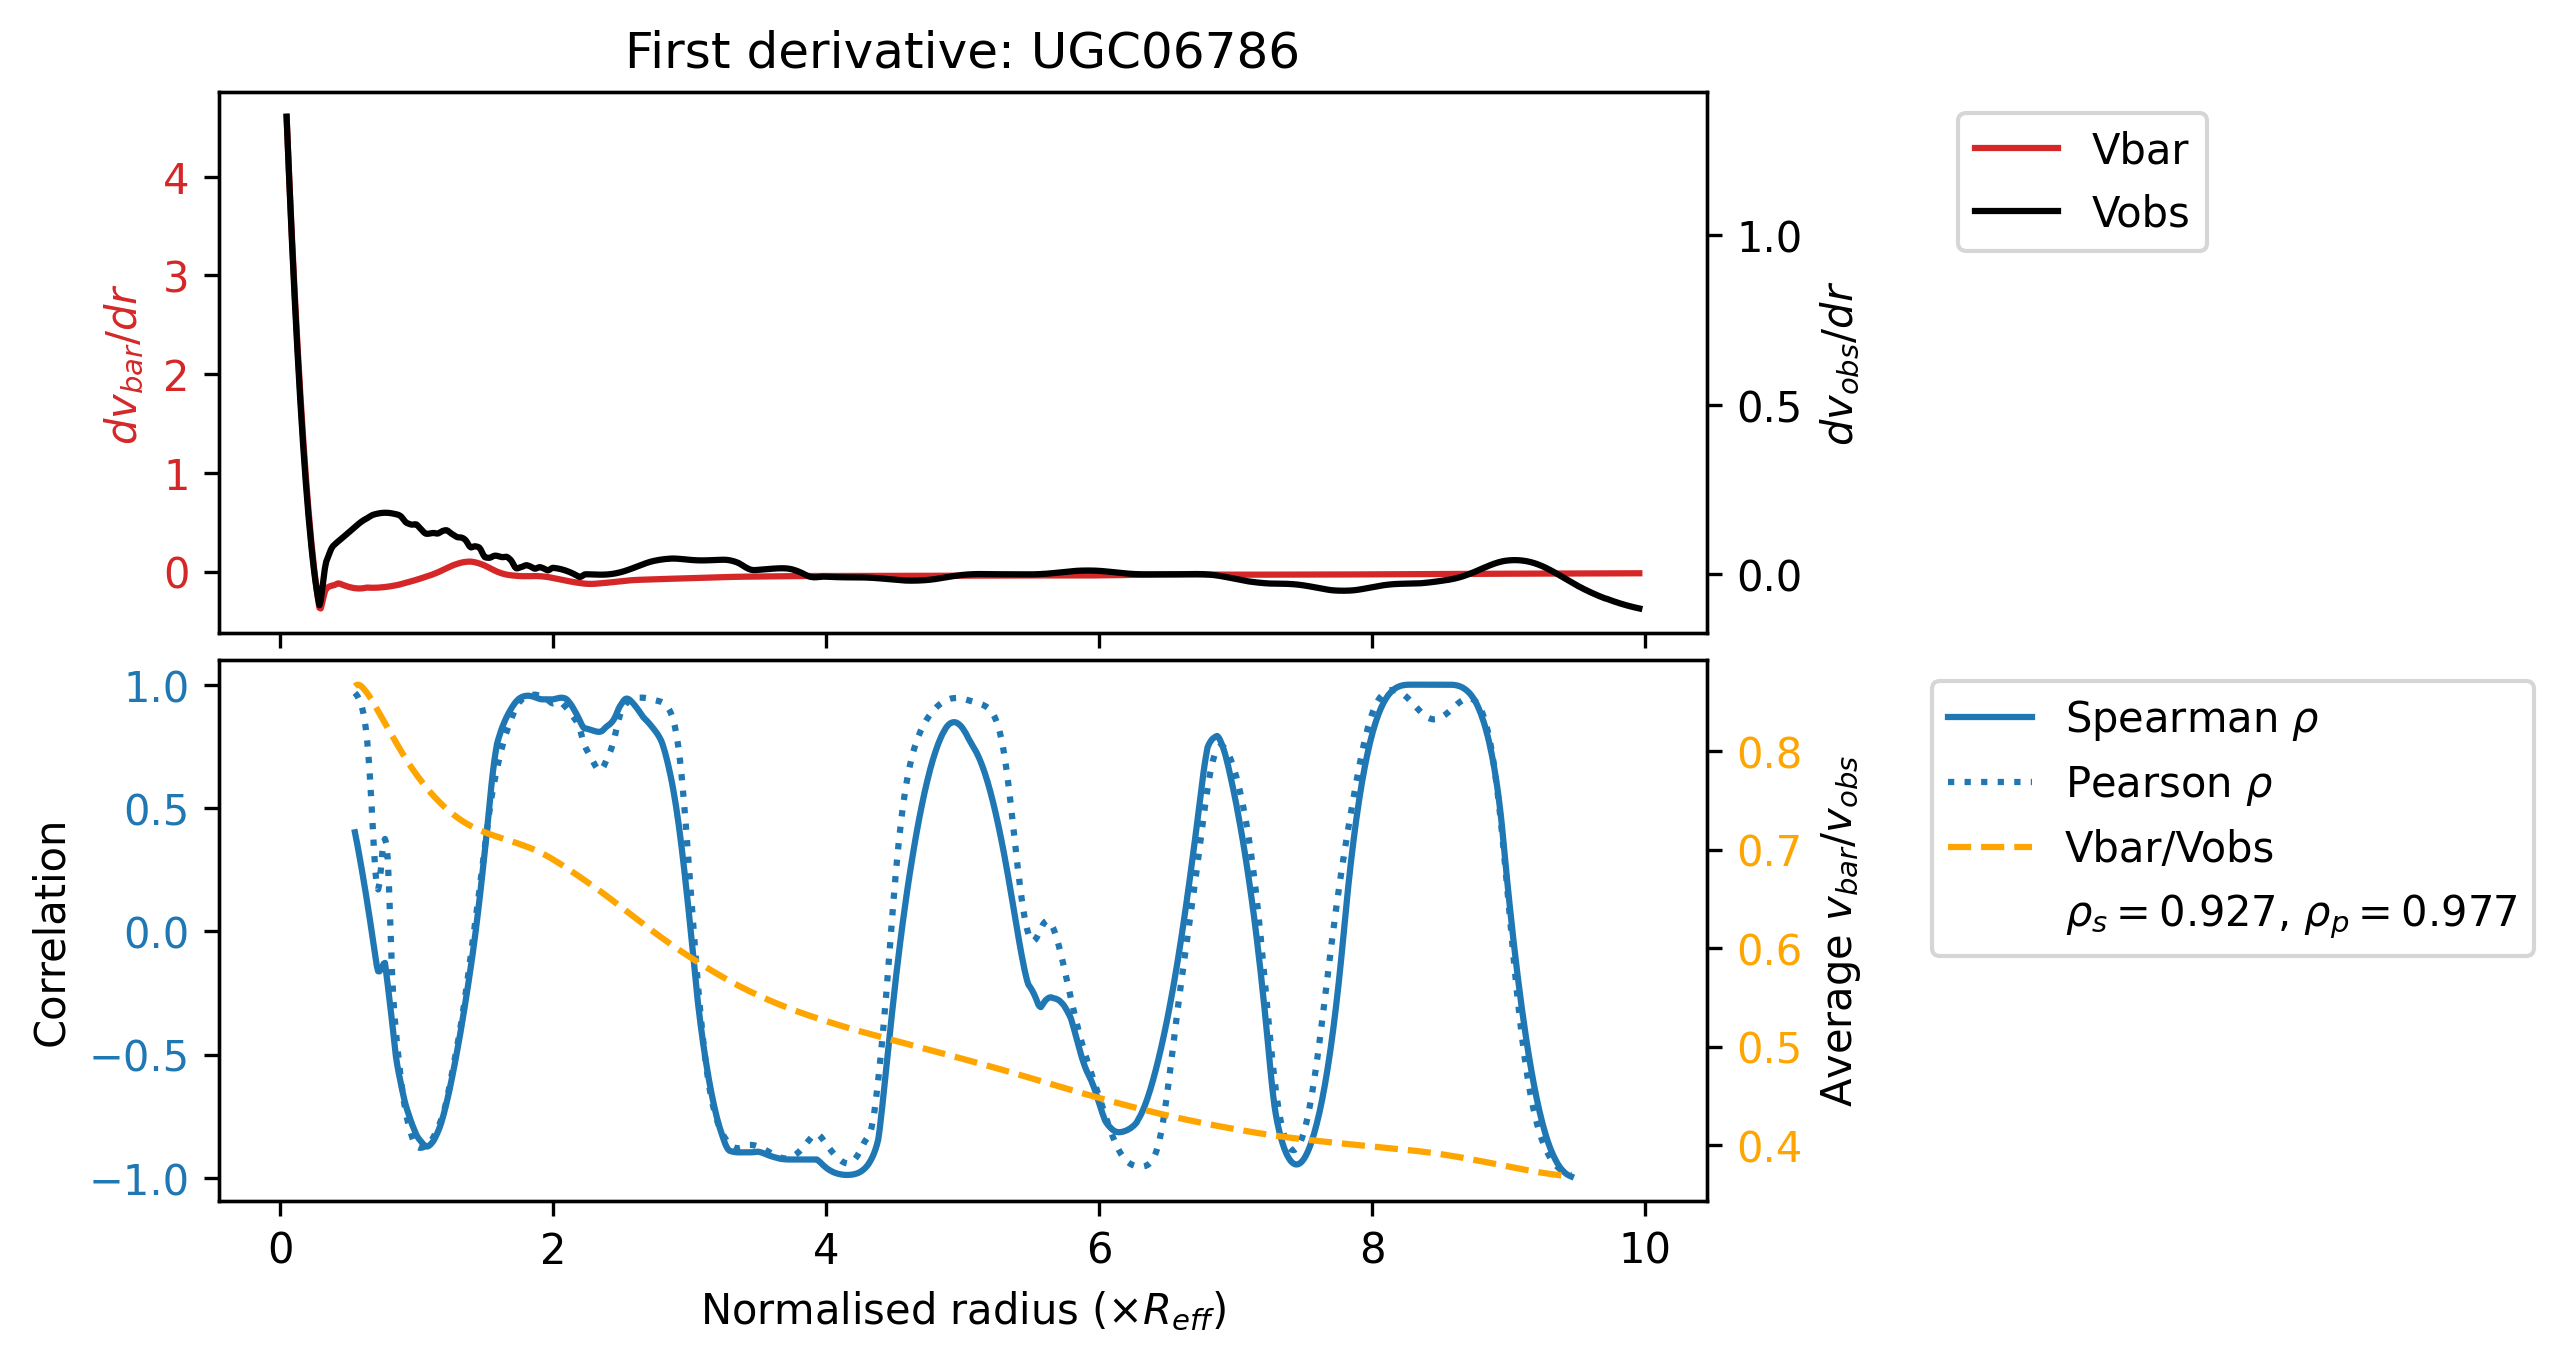 First derivative: UGC06786
4
3
2
1
0
dv_bar/dr
1.0
0.5
0.0
dv_obs/dr
Vbar
Vobs
1.0
0.5
0.0
−0.5
−1.0
Correlation
0.8
0.7
0.6
0.5
0.4
Average v_bar/v_obs
Spearman ρ
Pearson ρ
Vbar/Vobs
ρ_s = 0.927, ρ_p = 0.977
0 2 4 6 8 10
Normalised radius (×R_eff)